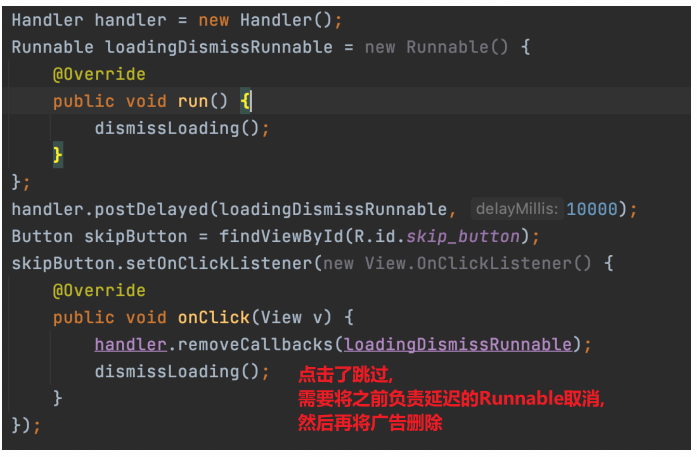 Handler handler = new Handler();
Runnable loadingDismissRunnable = new Runnable() {
@Override
public void run() {
dismissLoading();
}
};
handler.postDelayed(loadingDismissRunnable, delayMillis: 10000);
Button skipButton = findViewById(R.id.skip_button);
skipButton.setOnClickListener(new View.OnClickListener() {
@Override
public void onClick(View v) {
handler.removeCallbacks(loadingDismissRunnable);
dismissLoading();
}
});
点击了跳过,
需要将之前负责延迟的Runnable取消,
然后再将广告删除